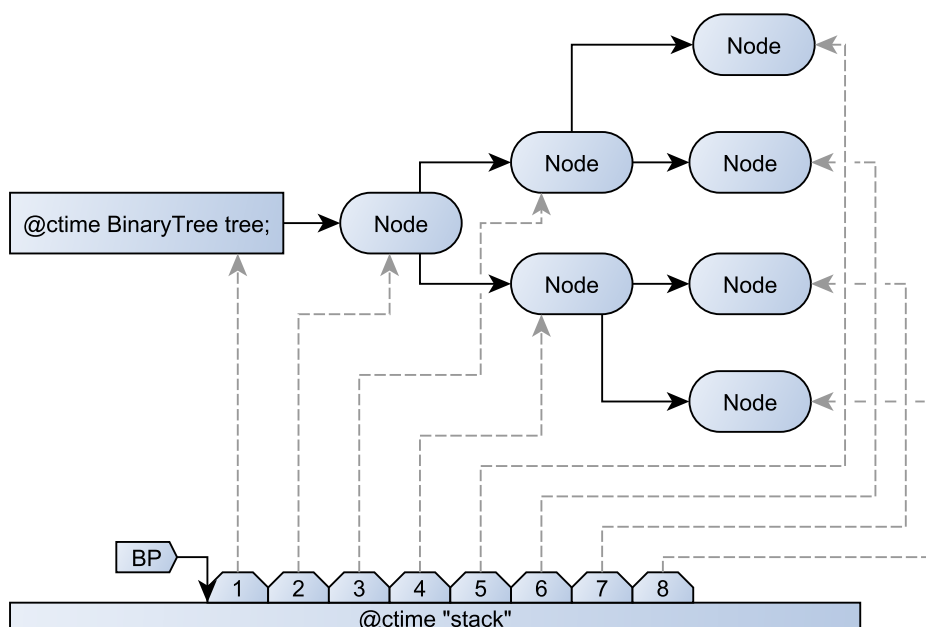 Node
Node
Node
@ctime BinaryTree tree;
Node
Node
Node
Node
BP
1 2 3 4 5 6 7 8
@ctime "stack"